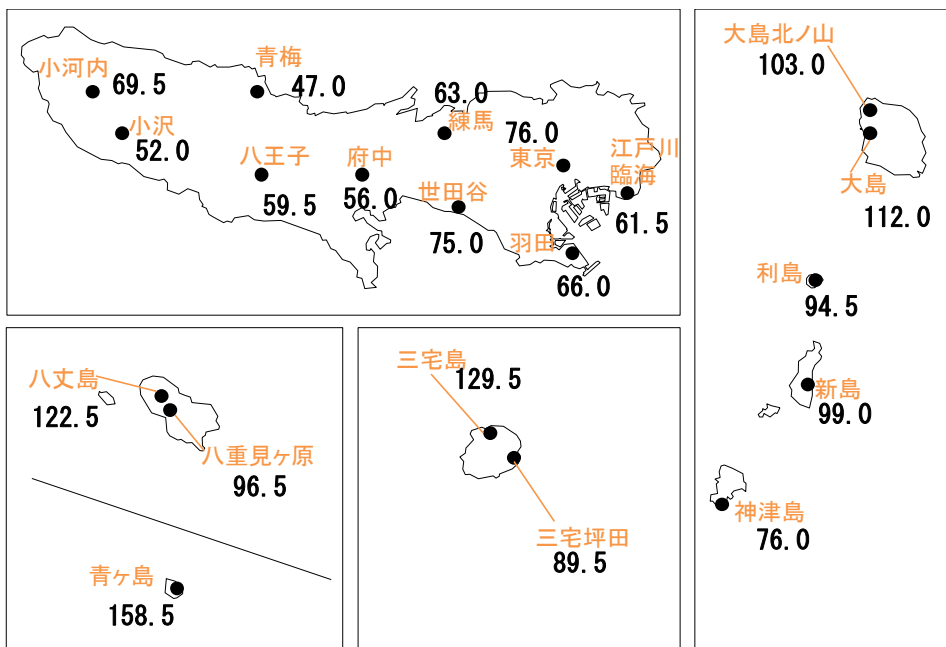 小河内
69.5
小沢
52.0
青梅
47.0
八王子
59.5
府中
56.0
63.0
練馬
世田谷
75.0
76.0
東京
江戸川
臨海
61.5
羽田
66.0
大島北ノ山
103.0
大島
112.0
利島
94.5
新島
99.0
神津島
76.0
八丈島
122.5
八重見ヶ原
96.5
青ヶ島
158.5
三宅島
129.5
三宅坪田
89.5